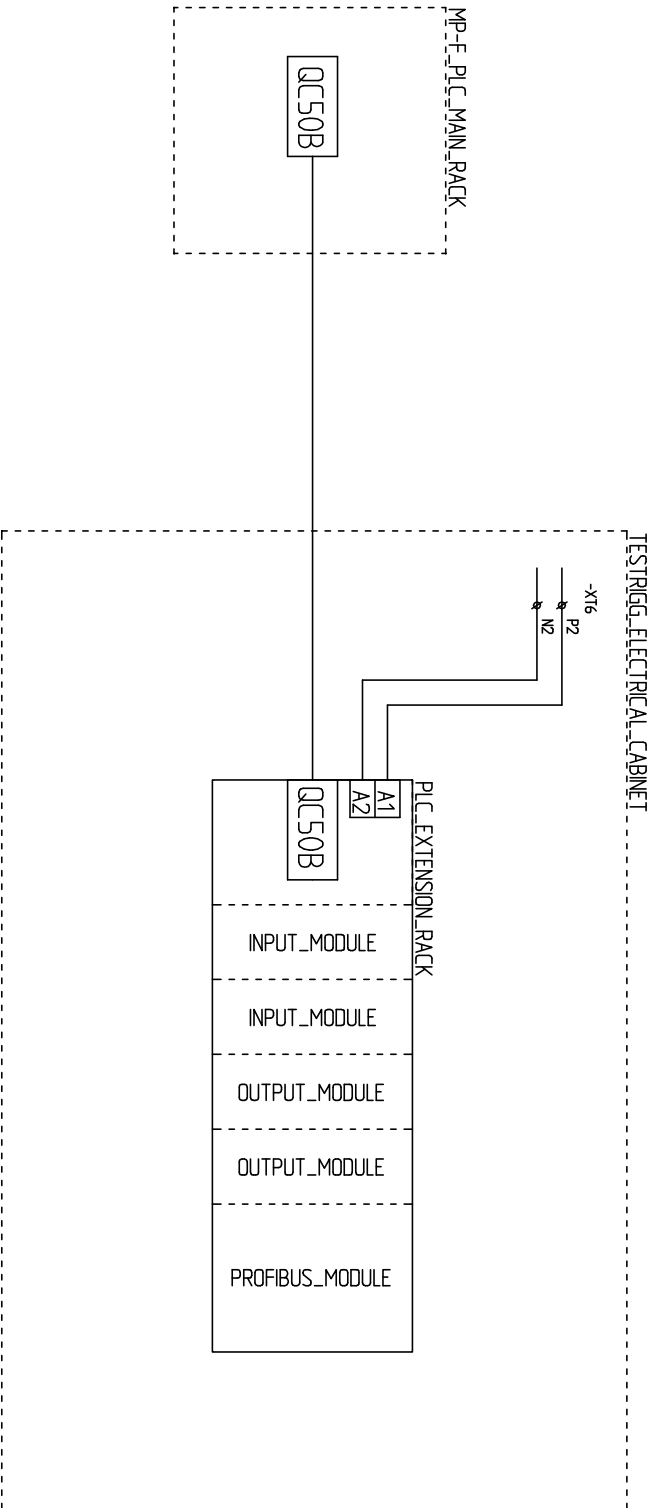 MP-F_PLC_MAIN_RACK
QC50B
TESTRIGG_ELECTRICAL_CABINET
-XT6
P2
N2
PLC_EXTENSION_RACK
A1
A2
QC50B
INPUT_MODULE
INPUT_MODULE
OUTPUT_MODULE
OUTPUT_MODULE
PROFIBUS_MODULE